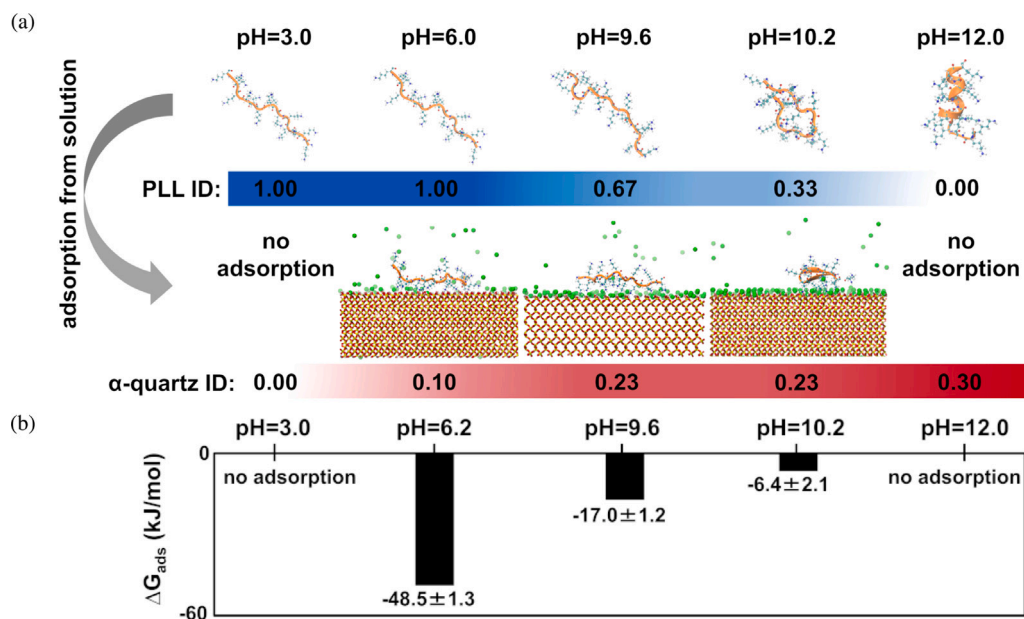 (a)
pH=3.0 pH=6.0 pH=9.6 pH=10.2 pH=12.0
adsorption from solution
PLL ID: 1.00 1.00 0.67 0.33 0.00
no adsorption
no adsorption
α-quartz ID: 0.00 0.10 0.23 0.23 0.30
(b)
pH=3.0 pH=6.2 pH=9.6 pH=10.2 pH=12.0
0
no adsorption
-48.5±1.3
-17.0±1.2
-6.4±2.1
no adsorption
ΔGads (kJ/mol)
-60